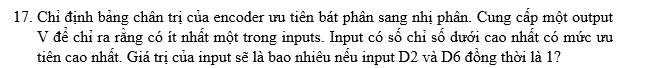 17. Chỉ định bảng chân trị của encoder ưu tiên bát phân sang nhị phân. Cung cấp một output
V để chỉ ra rằng có ít nhất một trong inputs. Input có số chỉ số dưới cao nhất có mức ưu
tiên cao nhất. Giá trị của input sẽ là bao nhiêu nếu input D2 và D6 đồng thời là 1?